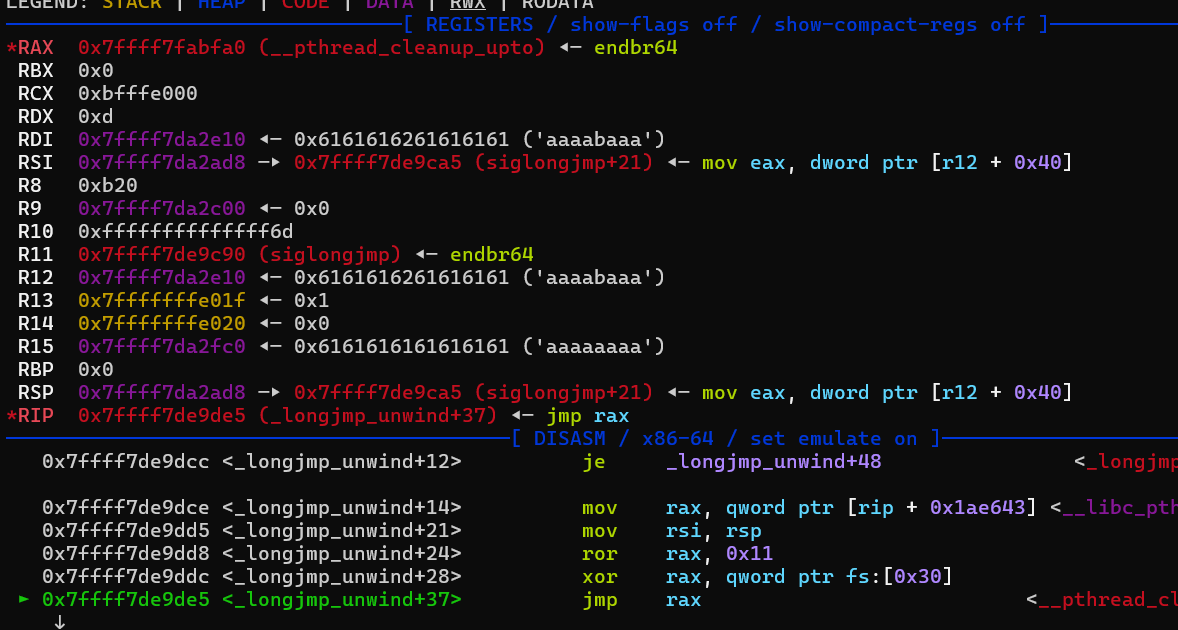 LEGEND: STACK | HEAP | CODE | DATA | RWX | RODATA
[ REGISTERS / show-flags off / show-compact-regs off ]
*RAX 0x7ffff7fabfa0 (__pthread_cleanup_upto) ◂— endbr64
RBX 0x0
RCX 0xbfffe000
RDX 0xd
RDI 0x7ffff7da2e10 ◂— 0x6161616261616161 ('aaaabaaa')
RSI 0x7ffff7da2ad8 —▸ 0x7ffff7de9ca5 (siglongjmp+21) ◂— mov eax, dword ptr [r12 + 0x40]
R8 0xb20
R9 0x7ffff7da2c00 ◂— 0x0
R10 0xffffffffffffff6d
R11 0x7ffff7de9c90 (siglongjmp) ◂— endbr64
R12 0x7ffff7da2e10 ◂— 0x6161616261616161 ('aaaabaaa')
R13 0x7fffffffe01f ◂— 0x1
R14 0x7fffffffe020 ◂— 0x0
R15 0x7ffff7da2fc0 ◂— 0x6161616161616161 ('aaaaaaaa')
RBP 0x0
RSP 0x7ffff7da2ad8 —▸ 0x7ffff7de9ca5 (siglongjmp+21) ◂— mov eax, dword ptr [r12 + 0x40]
*RIP 0x7ffff7de9de5 (_longjmp_unwind+37) ◂— jmp rax
[ DISASM / x86-64 / set emulate on ]
0x7ffff7de9dcc <_longjmp_unwind+12> je _longjmp_unwind+48 <_longjmp
0x7ffff7de9dce <_longjmp_unwind+14> mov rax, qword ptr [rip + 0x1ae643] <__libc_pth
0x7ffff7de9dd5 <_longjmp_unwind+21> mov rsi, rsp
0x7ffff7de9dd8 <_longjmp_unwind+24> ror rax, 0x11
0x7ffff7de9ddc <_longjmp_unwind+28> xor rax, qword ptr fs:[0x30]
► 0x7ffff7de9de5 <_longjmp_unwind+37> jmp rax <__pthread_cl
↓